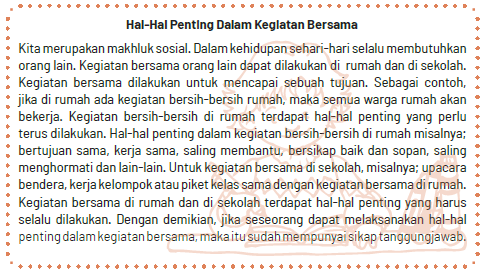 Hal-Hal Penting Dalam Kegiatan Bersama
Kita merupakan makhluk sosial. Dalam kehidupan sehari-hari selalu membutuhkan
orang lain. Kegiatan bersama orang lain dapat dilakukan di rumah dan di sekolah.
Kegiatan bersama dilakukan untuk mencapai sebuah tujuan. Sebagai contoh,
jika di rumah ada kegiatan bersih-bersih rumah, maka semua warga rumah akan
bekerja. Kegiatan bersih-bersih di rumah terdapat hal-hal penting yang perlu
terus dilakukan. Hal-hal penting dalam kegiatan bersih-bersih di rumah misalnya;
bertujuan sama, kerja sama, saling membantu, bersikap baik dan sopan, saling
menghormati dan lain-lain. Untuk kegiatan bersama di sekolah, misalnya; upacara
bendera, kerja kelompok atau piket kelas sama dengan kegiatan bersama di rumah.
Kegiatan bersama di rumah dan di sekolah terdapat hal-hal penting yang harus
selalu dilakukan. Dengan demikian, jika seseorang dapat melaksanakan hal-hal
penting dalam kegiatan bersama, maka itu sudah mempunyai sikap tanggungjawab.